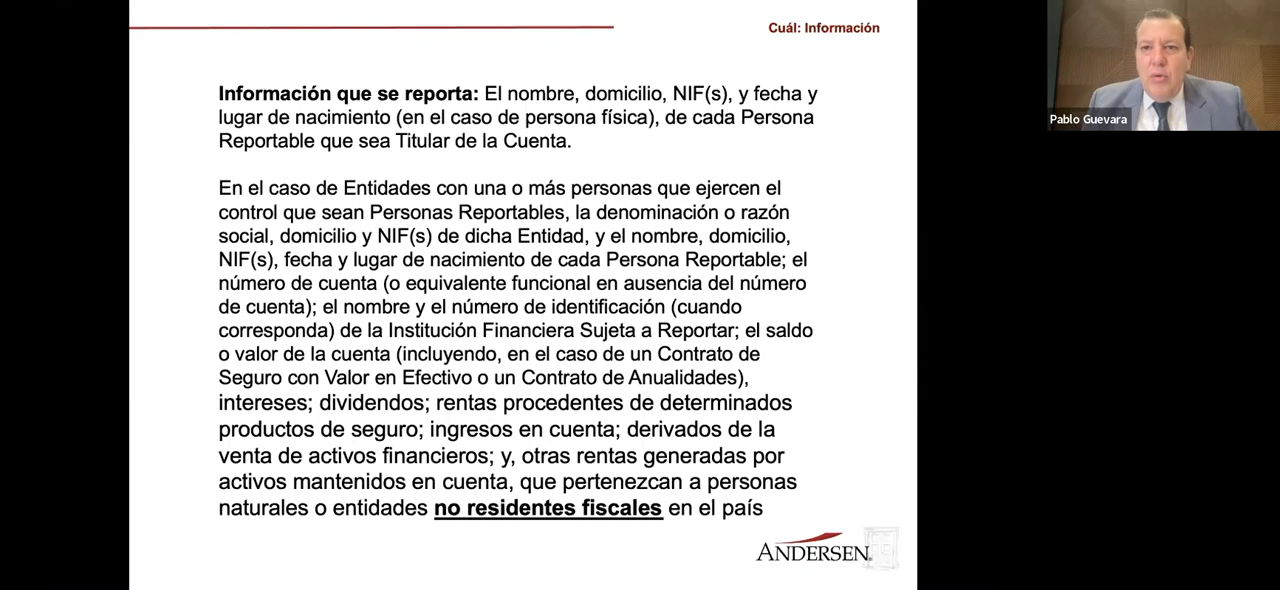 Cuál: Información
Información que se reporta: El nombre, domicilio, NIF(s), y fecha y
lugar de nacimiento (en el caso de persona física), de cada Persona
Reportable que sea Titular de la Cuenta.
En el caso de Entidades con una o más personas que ejercen el
control que sean Personas Reportables, la denominación o razón
social, domicilio y NIF(s) de dicha Entidad, y el nombre, domicilio,
NIF(s), fecha y lugar de nacimiento de cada Persona Reportable; el
número de cuenta (o equivalente funcional en ausencia del número
de cuenta); el nombre y el número de identificación (cuando
corresponda) de la Institución Financiera Sujeta a Reportar; el saldo
o valor de la cuenta (incluyendo, en el caso de un Contrato de
Seguro con Valor en Efectivo o un Contrato de Anualidades),
intereses; dividendos; rentas procedentes de determinados
productos de seguro; ingresos en cuenta; derivados de la
venta de activos financieros; y, otras rentas generadas por
activos mantenidos en cuenta, que pertenezcan a personas
naturales o entidades no residentes fiscales en el país
ANDERSEN®
Pablo Guevara